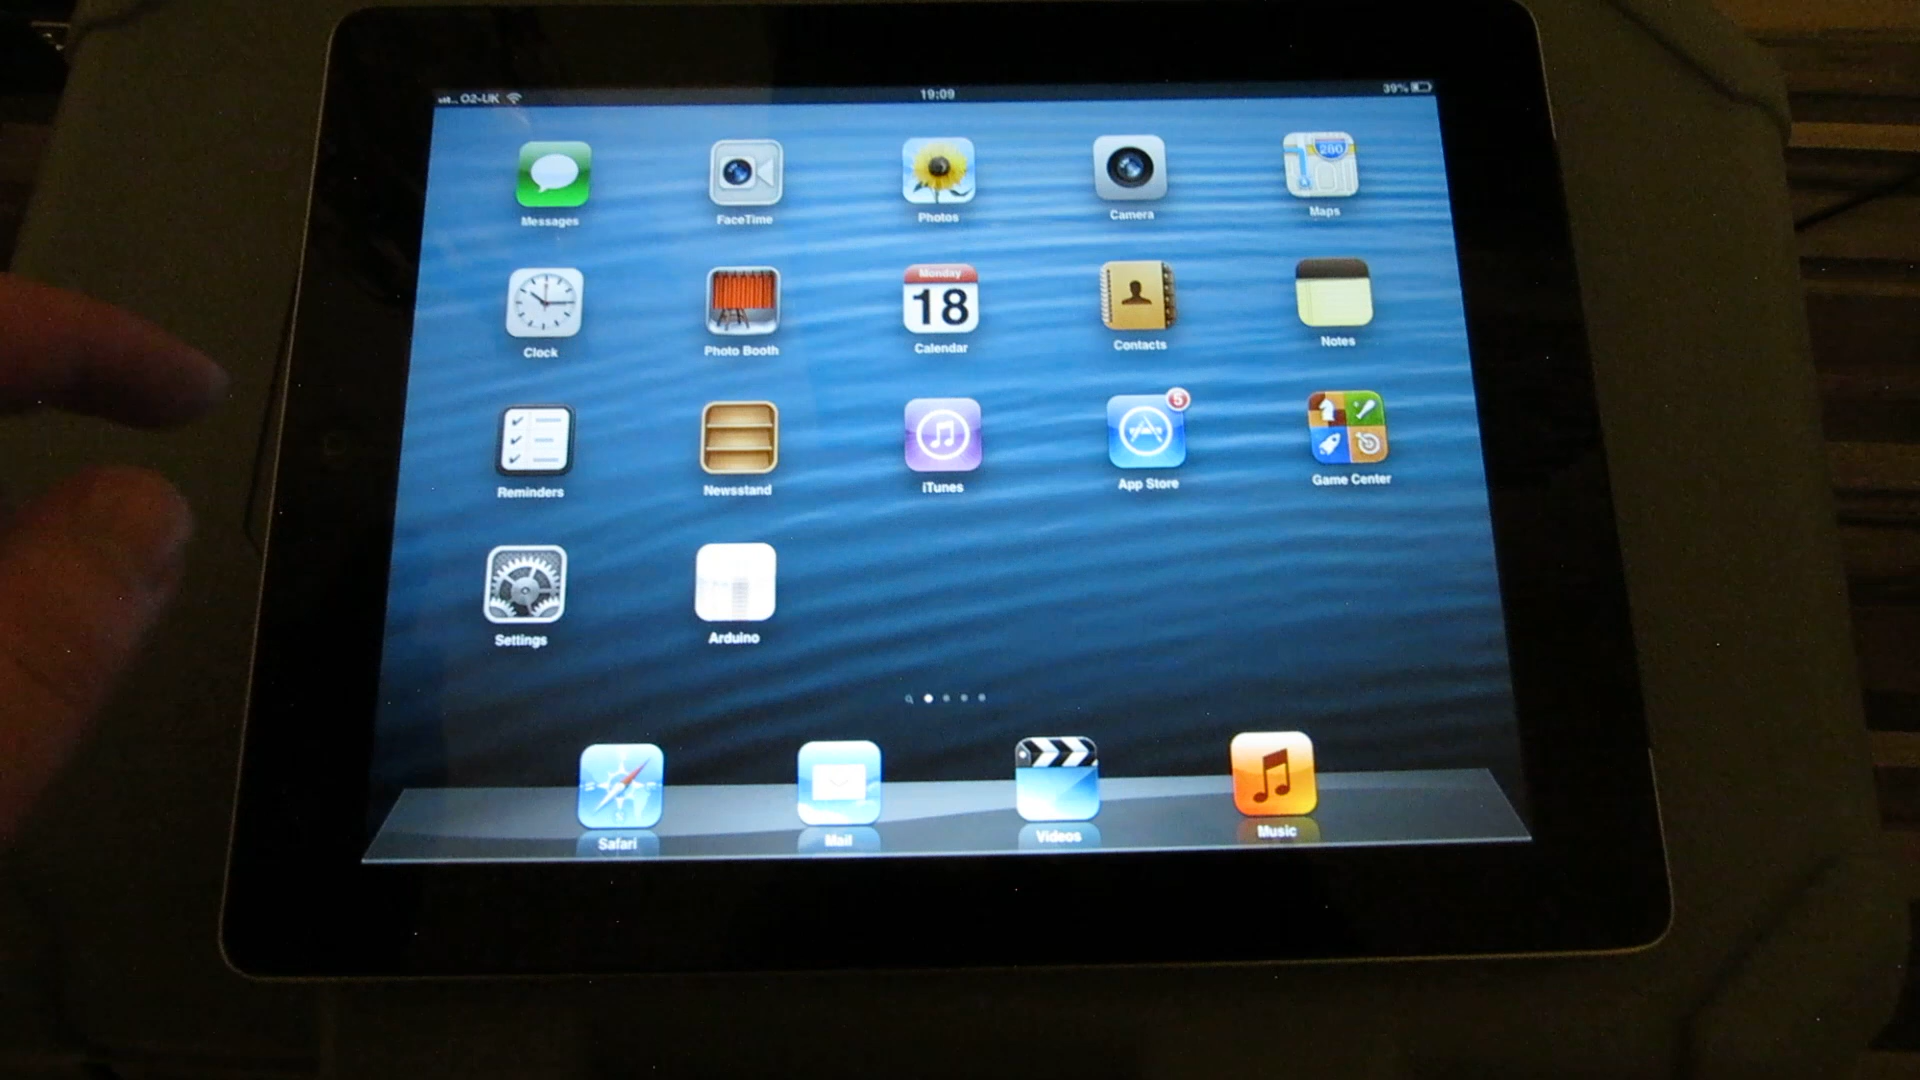 O2-UK 19:09 39%
Messages FaceTime Photos Camera Maps
280
Monday
18
Clock Photo Booth Calendar Contacts Notes
5
Reminders Newsstand iTunes App Store Game Center
Settings Arduino
Safari Mail Videos Music